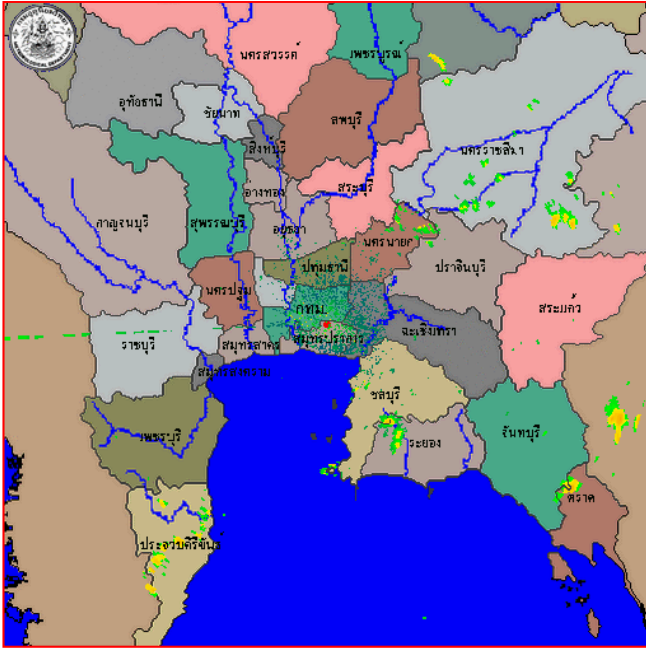 นครสวรรค์
เพชรบูรณ์
อุทัยธานี
ชัยนาท
ลพบุรี
สิงห์บุรี
นครราชสีมา
อ่างทอง
สระบุรี
กาญจนบุรี
สุพรรณบุรี
อยุธยา
นครนายก
ปทุมธานี
ปราจีนบุรี
นครปฐม
กทม.
สระแก้ว
ฉะเชิงเทรา
ราชบุรี
สมุทรสาคร
สมุทรปราการ
สมุทรสงคราม
ชลบุรี
เพชรบุรี
ระยอง
จันทบุรี
ตราด
ประจวบคีรีขันธ์